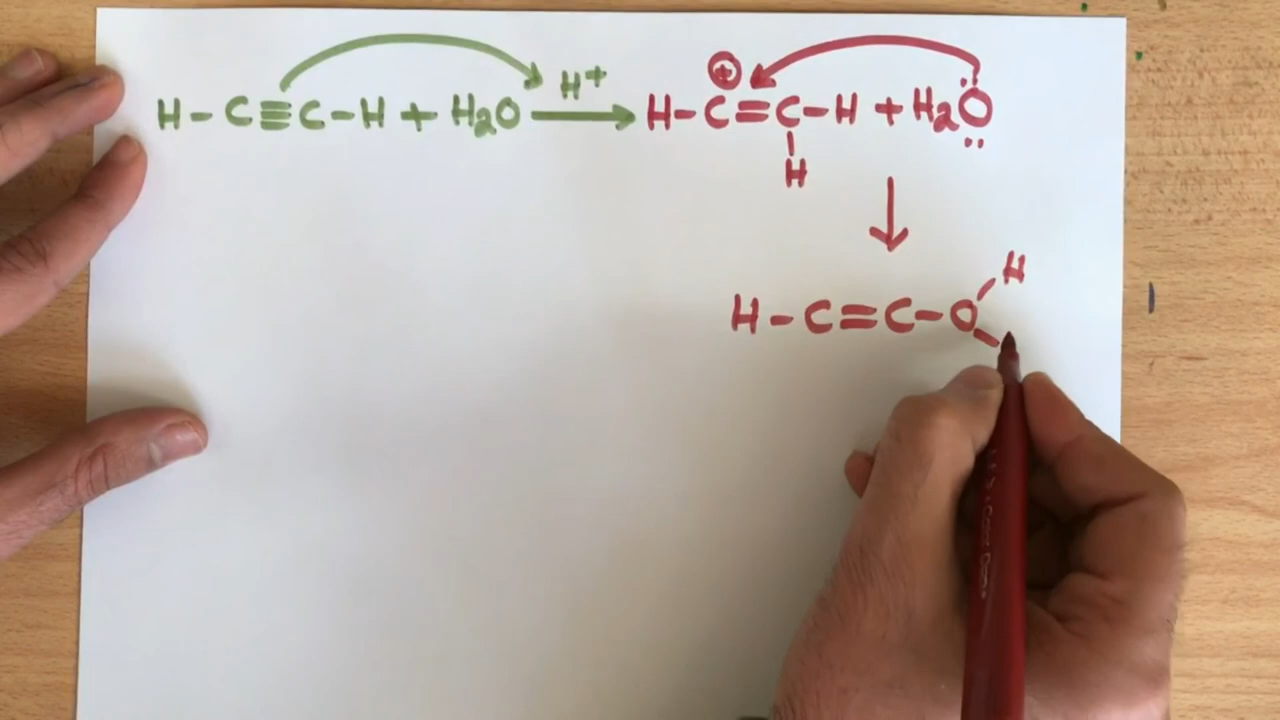 H-C≡C-H + H₂O
H⁺
⊕
H-C≡C-H + H₂O
H
H
H-C=C-O